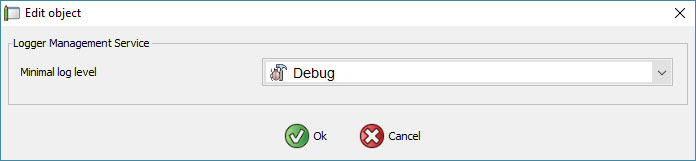 Edit object
Logger Management Service
Minimal log level
Debug
Ok
Cancel